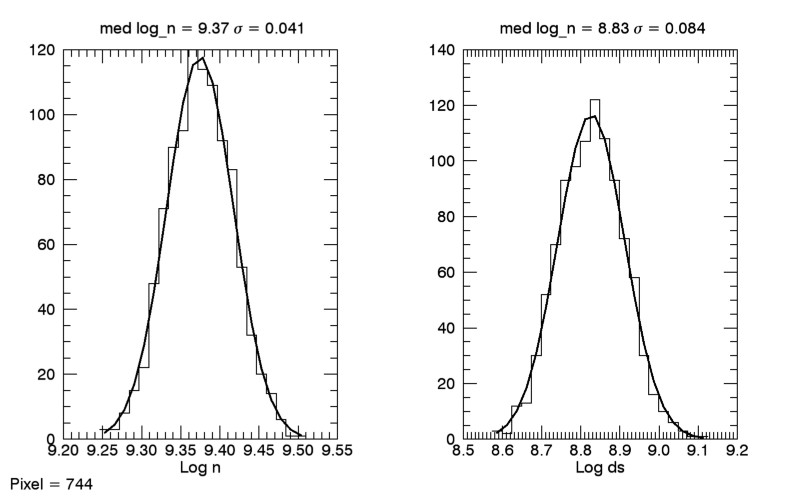 med log_n = 9.37 σ = 0.041
120
100
80
60
40
20
0
9.20 9.25 9.30 9.35 9.40 9.45 9.50 9.55
Log n
med log_n = 8.83 σ = 0.084
140
120
100
80
60
40
20
0
8.5 8.6 8.7 8.8 8.9 9.0 9.1 9.2
Log ds
Pixel = 744